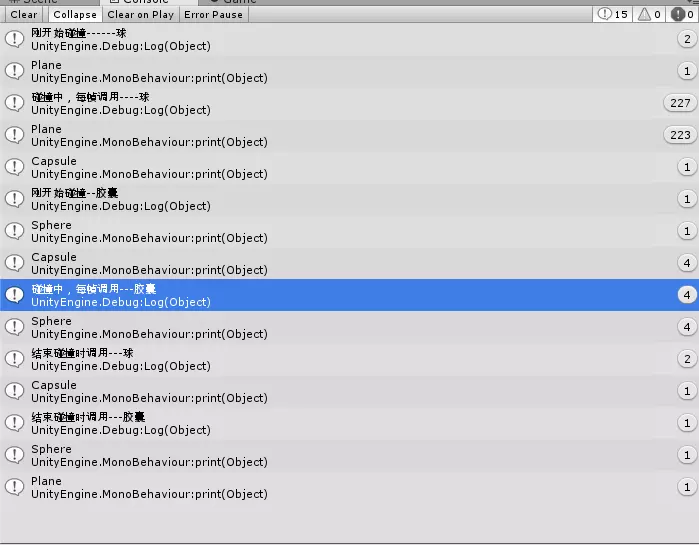 Console
Clear Collapse Clear on Play Error Pause 15 0 0
刚开始碰撞------球
UnityEngine.Debug:Log(Object)
2
Plane
UnityEngine.MonoBehaviour:print(Object)
1
碰撞中，每帧调用----球
UnityEngine.Debug:Log(Object)
227
Plane
UnityEngine.MonoBehaviour:print(Object)
223
Capsule
UnityEngine.MonoBehaviour:print(Object)
1
刚开始碰撞--胶囊
UnityEngine.Debug:Log(Object)
1
Sphere
UnityEngine.MonoBehaviour:print(Object)
1
Capsule
UnityEngine.MonoBehaviour:print(Object)
4
碰撞中，每帧调用---胶囊
UnityEngine.Debug:Log(Object)
4
Sphere
UnityEngine.MonoBehaviour:print(Object)
4
结束碰撞时调用---球
UnityEngine.Debug:Log(Object)
2
Capsule
UnityEngine.MonoBehaviour:print(Object)
1
结束碰撞时调用---胶囊
UnityEngine.Debug:Log(Object)
1
Sphere
UnityEngine.MonoBehaviour:print(Object)
1
Plane
UnityEngine.MonoBehaviour:print(Object)
1